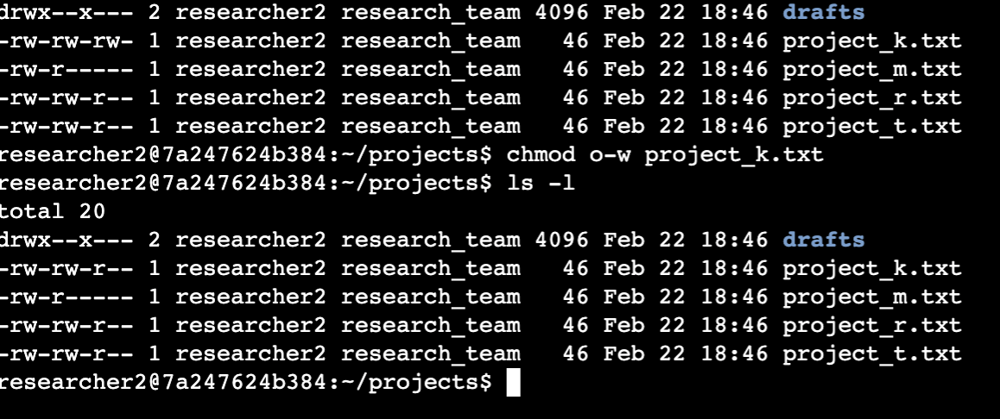 drwx--x--- 2 researcher2 research_team 4096 Feb 22 18:46 drafts
-rw-rw-rw- 1 researcher2 research_team   46 Feb 22 18:46 project_k.txt
-rw-r----- 1 researcher2 research_team   46 Feb 22 18:46 project_m.txt
-rw-rw-r-- 1 researcher2 research_team   46 Feb 22 18:46 project_r.txt
-rw-rw-r-- 1 researcher2 research_team   46 Feb 22 18:46 project_t.txt
researcher2@7a247624b384:~/projects$ chmod o-w project_k.txt
researcher2@7a247624b384:~/projects$ ls -l
total 20
drwx--x--- 2 researcher2 research_team 4096 Feb 22 18:46 drafts
-rw-rw-r-- 1 researcher2 research_team   46 Feb 22 18:46 project_k.txt
-rw-r----- 1 researcher2 research_team   46 Feb 22 18:46 project_m.txt
-rw-rw-r-- 1 researcher2 research_team   46 Feb 22 18:46 project_r.txt
-rw-rw-r-- 1 researcher2 research_team   46 Feb 22 18:46 project_t.txt
researcher2@7a247624b384:~/projects$